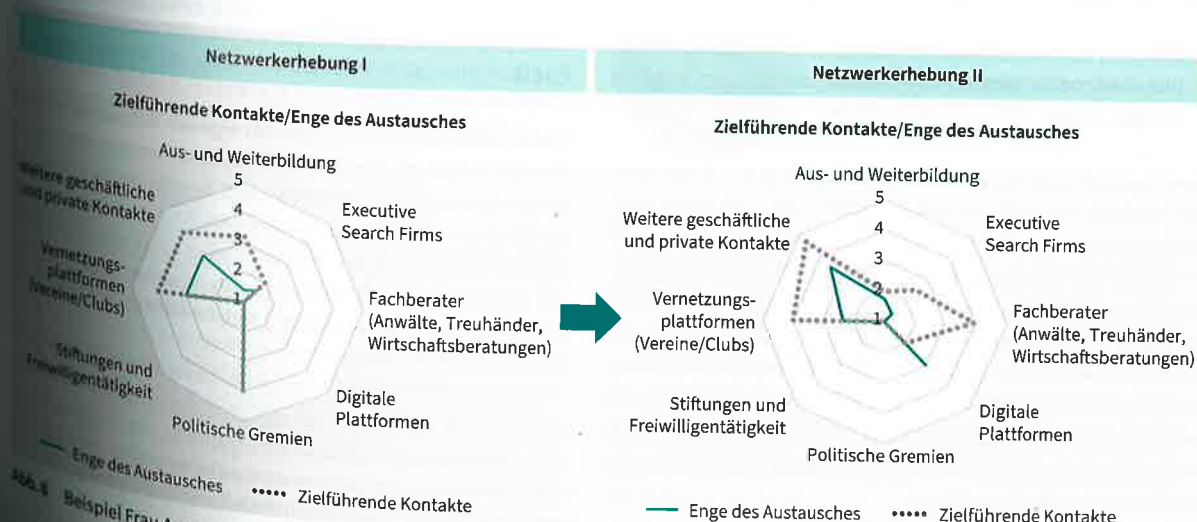 Netzwerkerhebung I
Zielführende Kontakte/Enge des Austausches
Aus- und Weiterbildung
5
4
3
2
1
Executive
Search Firms
Fachberater
(Anwälte, Treuhänder,
Wirtschaftsberatungen)
Digitale
Plattformen
Politische Gremien
Stiftungen und
Freiwilligentätigkeit
Vernetzungs-
plattformen
(Vereine/Clubs)
Weitere geschäftliche
und private Kontakte
Enge des Austausches
Zielführende Kontakte
Abb. 8 Beispiel Frau
Netzwerkerhebung II
Zielführende Kontakte/Enge des Austausches
Aus- und Weiterbildung
5
4
3
2
1
Executive
Search Firms
Fachberater
(Anwälte, Treuhänder,
Wirtschaftsberatungen)
Digitale
Plattformen
Politische Gremien
Stiftungen und
Freiwilligentätigkeit
Vernetzungs-
plattformen
(Vereine/Clubs)
Weitere geschäftliche
und private Kontakte
Enge des Austausches
Zielführende Kontakte